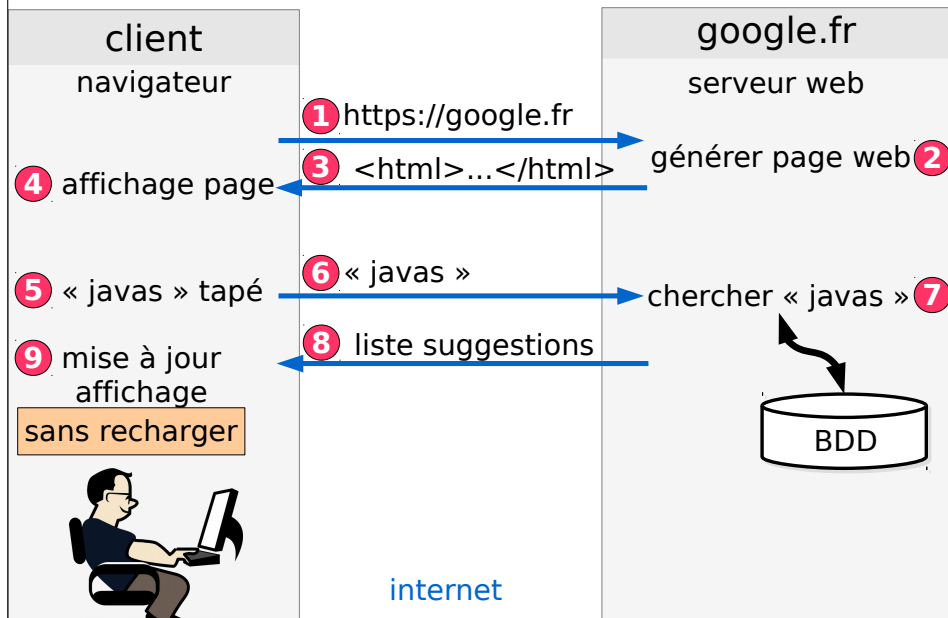 client
navigateur
google.fr
serveur web
1 https://google.fr
générer page web 2
3 <html>...</html>
4 affichage page
5 « javas » tapé
6 « javas »
chercher « javas » 7
8 liste suggestions
9 mise à jour
affichage
sans recharger
BDD
internet